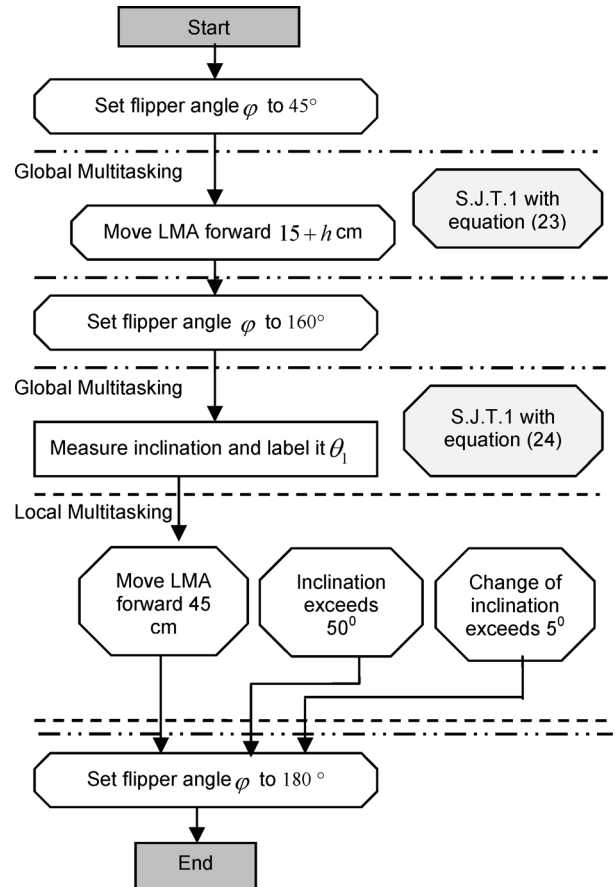 Start
Set flipper angle φ to 45°
Global Multitasking
S.J.T.1 with
equation (23)
Move LMA forward 15 + h cm
Set flipper angle φ to 160°
Global Multitasking
S.J.T.1 with
equation (24)
Measure inclination and label it θ₁
Local Multitasking
Move LMA
forward 45
cm
Inclination
exceeds
50⁰
Change of
inclination
exceeds 5⁰
Set flipper angle φ to 180 °
End